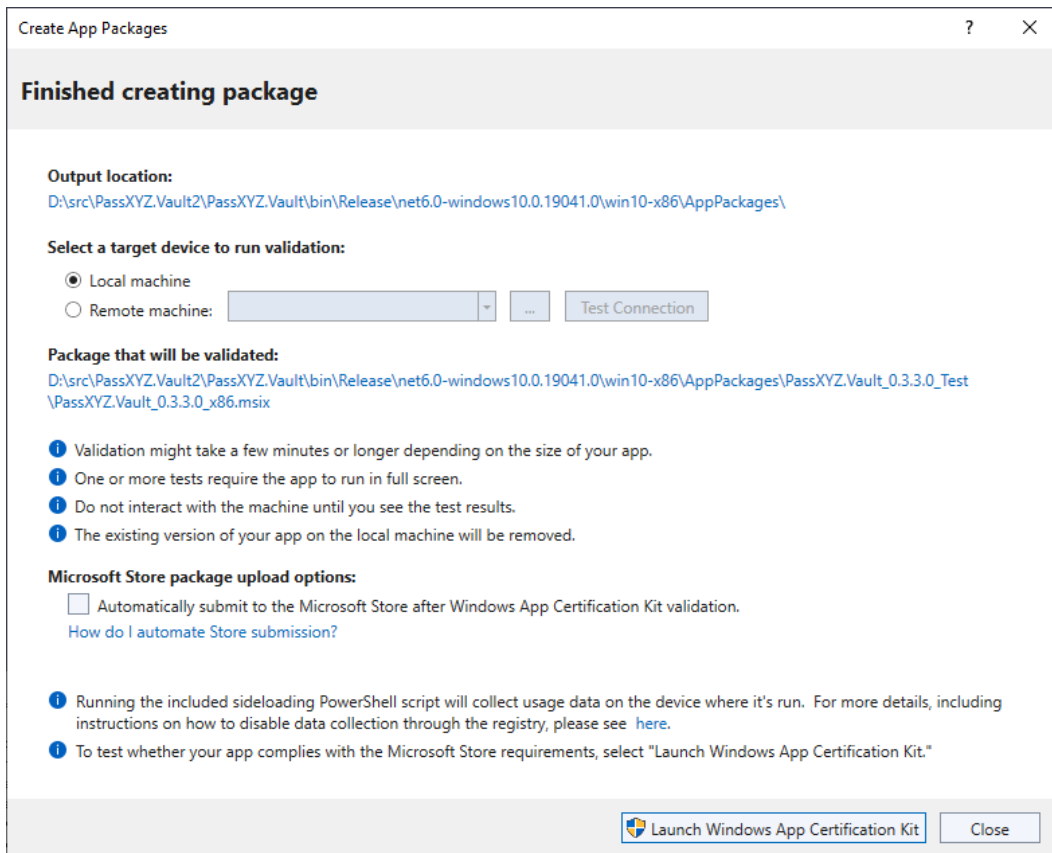 Create App Packages
?
Finished creating package
Output location:
D:\src\PassXYZ.Vault2\PassXYZ.Vault\bin\Release\net6.0-windows10.0.19041.0\win10-x86\AppPackages\
Select a target device to run validation:
Local machine
Remote machine:
...
Test Connection
Package that will be validated:
D:\src\PassXYZ.Vault2\PassXYZ.Vault\bin\Release\net6.0-windows10.0.19041.0\win10-x86\AppPackages\PassXYZ.Vault_0.3.3.0_Test
\PassXYZ.Vault_0.3.3.0_x86.msix
Validation might take a few minutes or longer depending on the size of your app.
One or more tests require the app to run in full screen.
Do not interact with the machine until you see the test results.
The existing version of your app on the local machine will be removed.
Microsoft Store package upload options:
Automatically submit to the Microsoft Store after Windows App Certification Kit validation.
How do I automate Store submission?
Running the included sideloading PowerShell script will collect usage data on the device where it's run. For more details, including
instructions on how to disable data collection through the registry, please see here.
To test whether your app complies with the Microsoft Store requirements, select "Launch Windows App Certification Kit."
Launch Windows App Certification Kit
Close